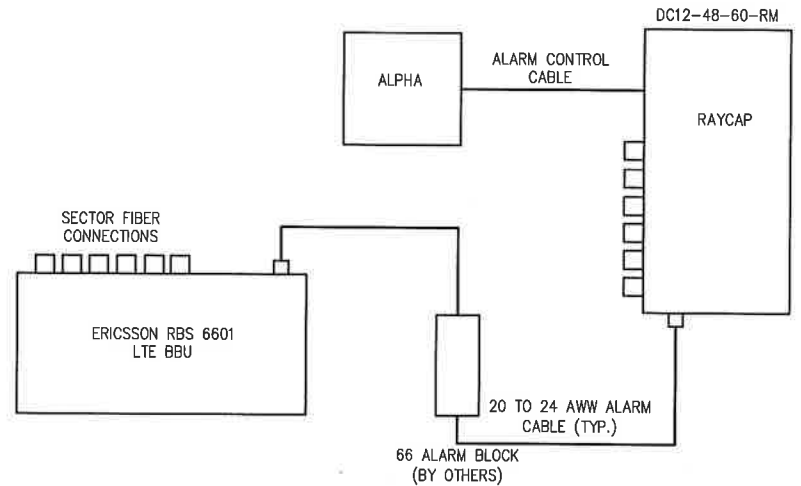 DC12-48-60-RM
ALPHA
ALARM CONTROL
CABLE
RAYCAP
SECTOR FIBER
CONNECTIONS
ERICSSON RBS 6601
LTE BBU
20 TO 24 AWW ALARM
CABLE (TYP.)
66 ALARM BLOCK
(BY OTHERS)